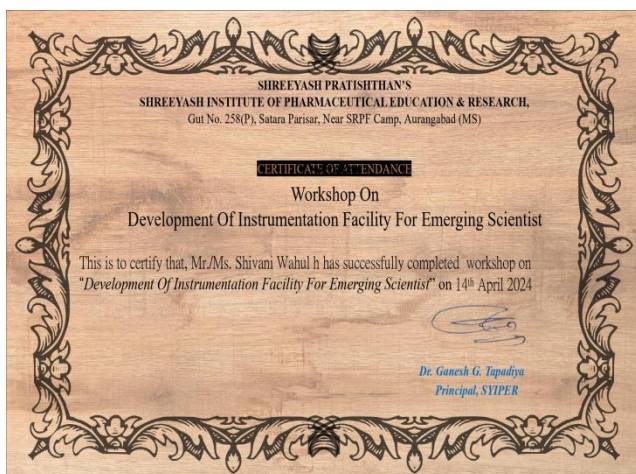 SHREEYASH PRATISHTHAN'S
SHREEYASH INSTITUTE OF PHARMACEUTICAL EDUCATION & RESEARCH,
Gut No. 258(P), Satara Parisar, Near SRPF Camp, Aurangabad (MS)
CERTIFICATE OF ATTENDANCE
Workshop On
Development Of Instrumentation Facility For Emerging Scientist
This is to certify that, Mr./Ms. Shivani Wahul h has successfully completed workshop on
"Development Of Instrumentation Facility For Emerging Scientist" on 14th April 2024
Dr. Ganesh G. Tapadiya
Principal, SYIPER